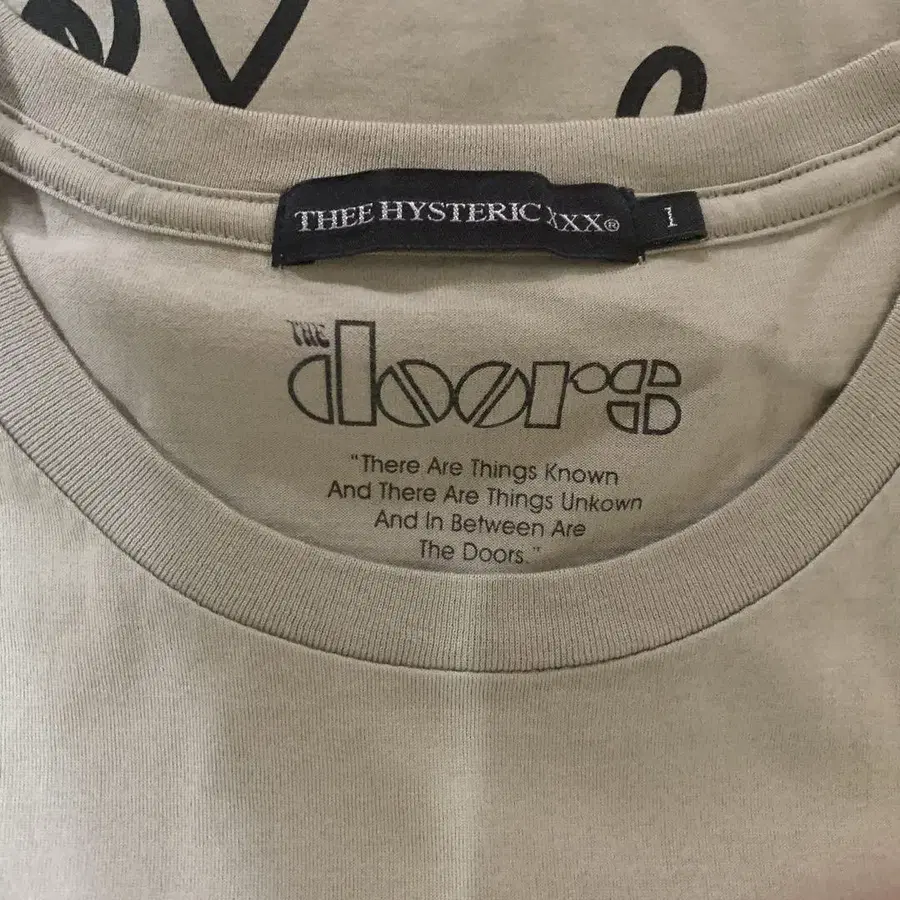 THEE HYSTERIC XXX®
1
THE
doors
"There Are Things Known
And There Are Things Unkown
And In Between Are
The Doors."